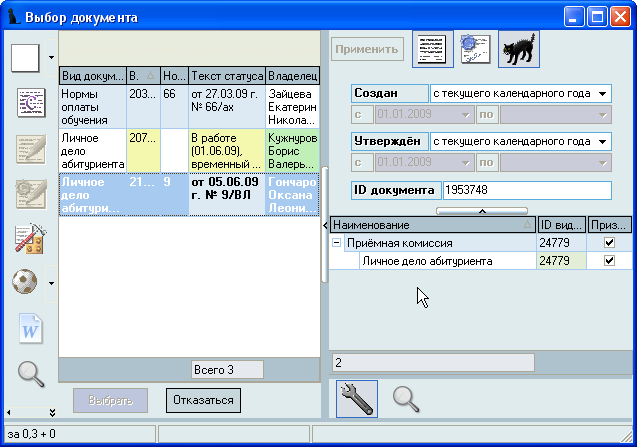 Выбор документа
Применить
Вид докум... В. Но... Текст статуса Владелец
Нормы оплаты обучения 203... 66 от 27.03.09 г. № 66/ах Зайцева Екатерин Никола...
Личное дело абитуриента 207... В работе (01.06.09), временный ... Кужнуров Борис Валерь...
Личное дело абитури... 21... 9 от 05.06.09 г. № 9/ВЛ Гончаро Оксана Леони...
Всего 3
Выбрать Отказаться
Создан с текущего календарного года
с 01.01.2009 по
Утверждён с текущего календарного года
с 01.01.2009 по
ID документа 1953748
Наименование ID вид... Приз...
Приёмная комиссия 24779
Личное дело абитуриента 24779
2
за 0,3 + 0